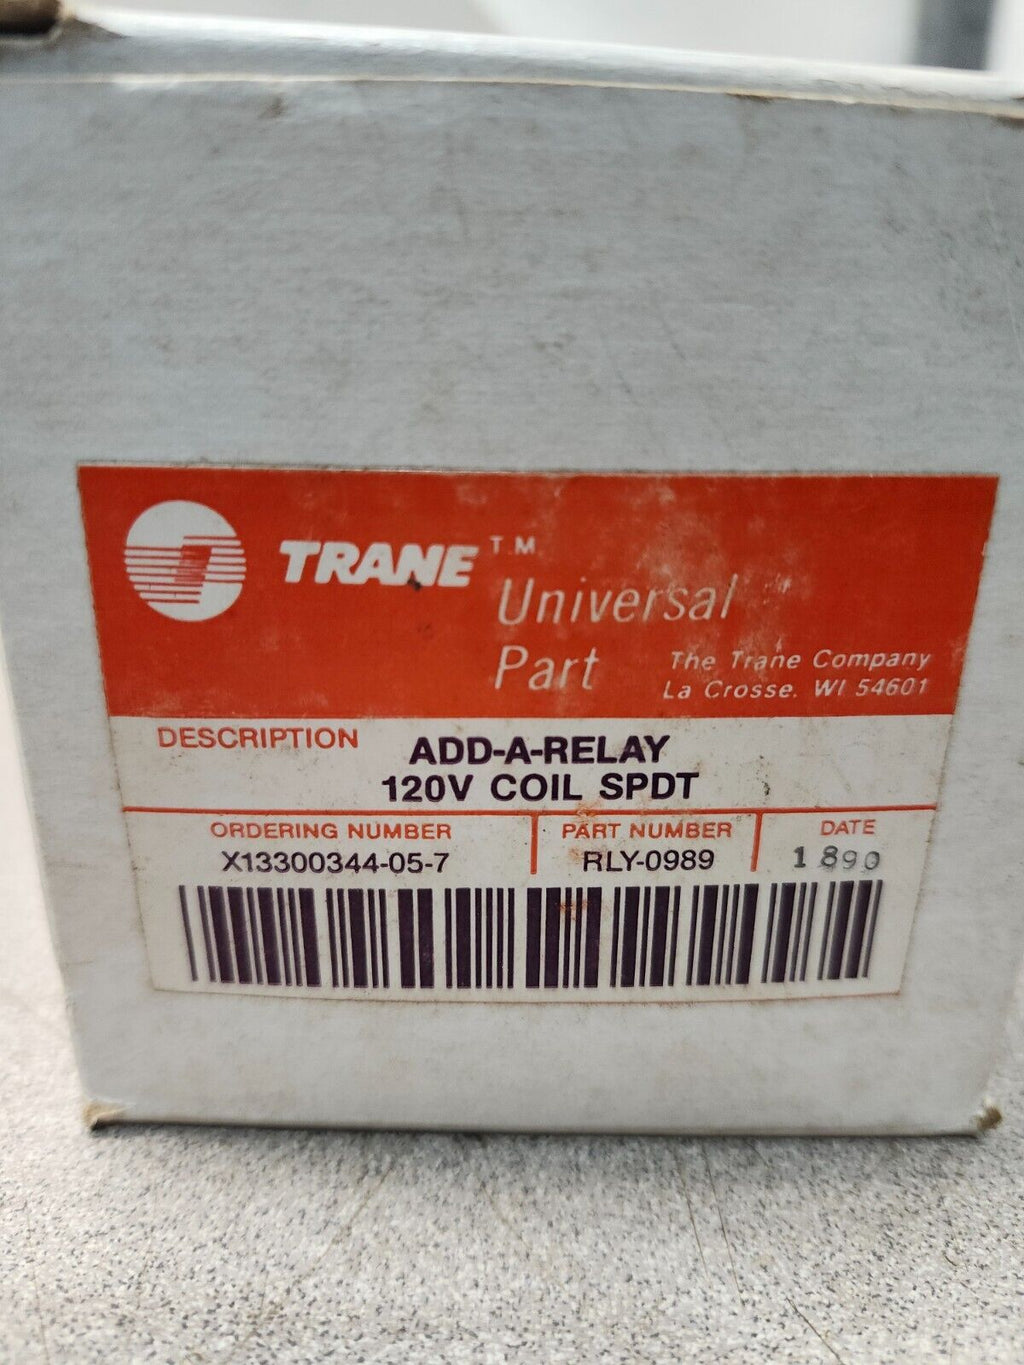 TRANE T.M.
Universal
Part
The Trane Company
La Crosse. WI 54601
DESCRIPTION
ADD-A-RELAY
120V COIL SPDT
ORDERING NUMBER
X13300344-05-7
PART NUMBER
RLY-0989
DATE
1890